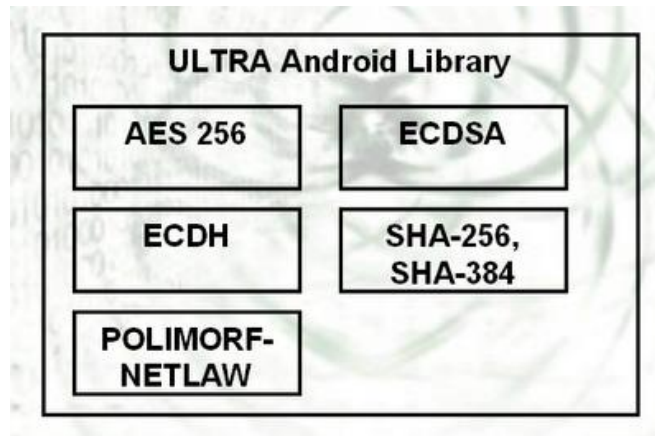 ULTRA Android Library
AES 256
ECDSA
ECDH
SHA-256,
SHA-384
POLIMORF-
NETLAW